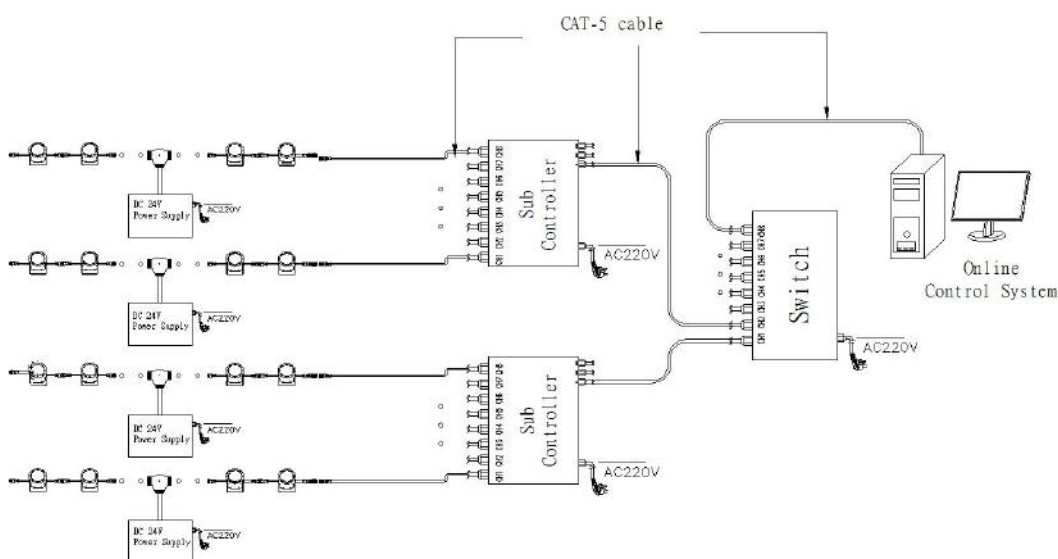 CAT-5 cable
DC 24V
Power Supply
AC220V
CH8
CH7
CH6
CH5
CH4
CH3
CH2
CH1
Sub
Controller
AC220V
DC 24V
Power Supply
AC220V
CH8
CH7
CH6
CH5
CH4
CH3
CH2
CH1
Switch
AC220V
Online
Control System
DC 24V
Power Supply
AC220V
CH8
CH7
CH6
CH5
CH4
CH3
CH2
CH1
Sub
Controller
AC220V
DC 24V
Power Supply
AC220V